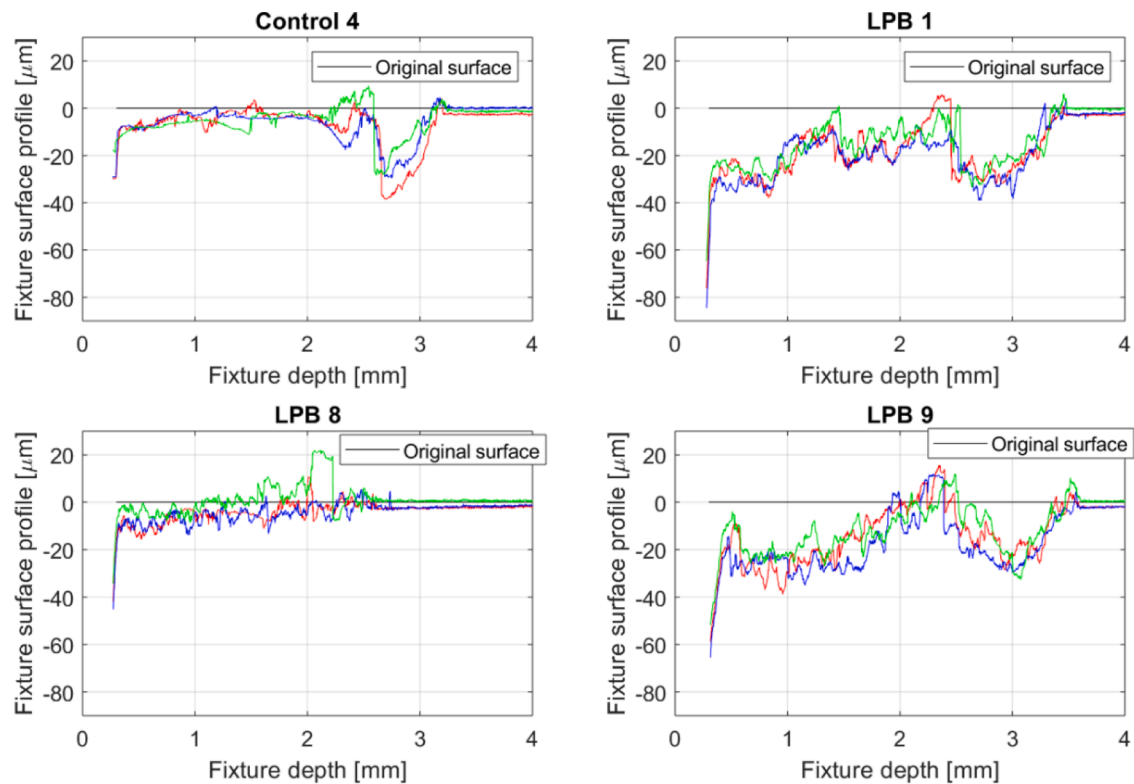 Control 4
Original surface
20
0
-20
-40
-60
-80
Fixture surface profile [μm]
0 1 2 3 4
Fixture depth [mm]
LPB 1
Original surface
20
0
-20
-40
-60
-80
Fixture surface profile [μm]
0 1 2 3 4
Fixture depth [mm]
LPB 8
Original surface
20
0
-20
-40
-60
-80
Fixture surface profile [μm]
0 1 2 3 4
Fixture depth [mm]
LPB 9
Original surface
20
0
-20
-40
-60
-80
Fixture surface profile [μm]
0 1 2 3 4
Fixture depth [mm]